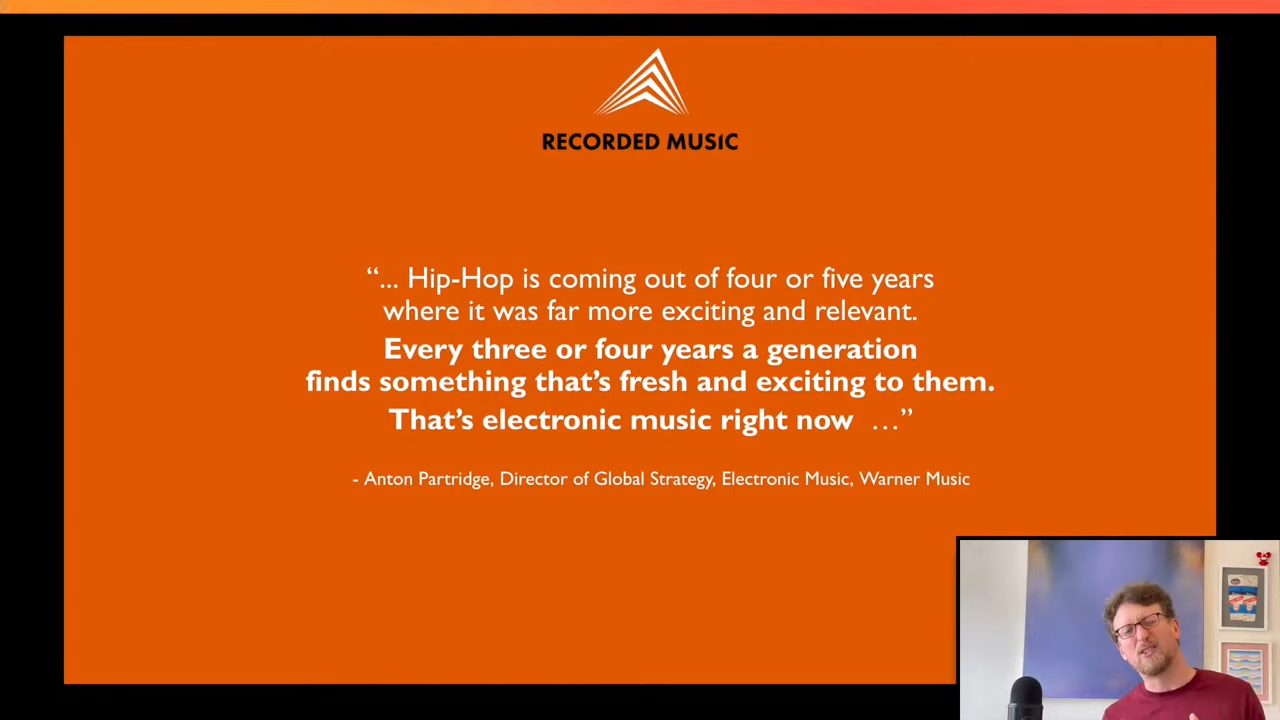 RECORDED MUSIC
“... Hip-Hop is coming out of four or five years
where it was far more exciting and relevant.
Every three or four years a generation
finds something that’s fresh and exciting to them.
That’s electronic music right now …”
- Anton Partridge, Director of Global Strategy, Electronic Music, Warner Music